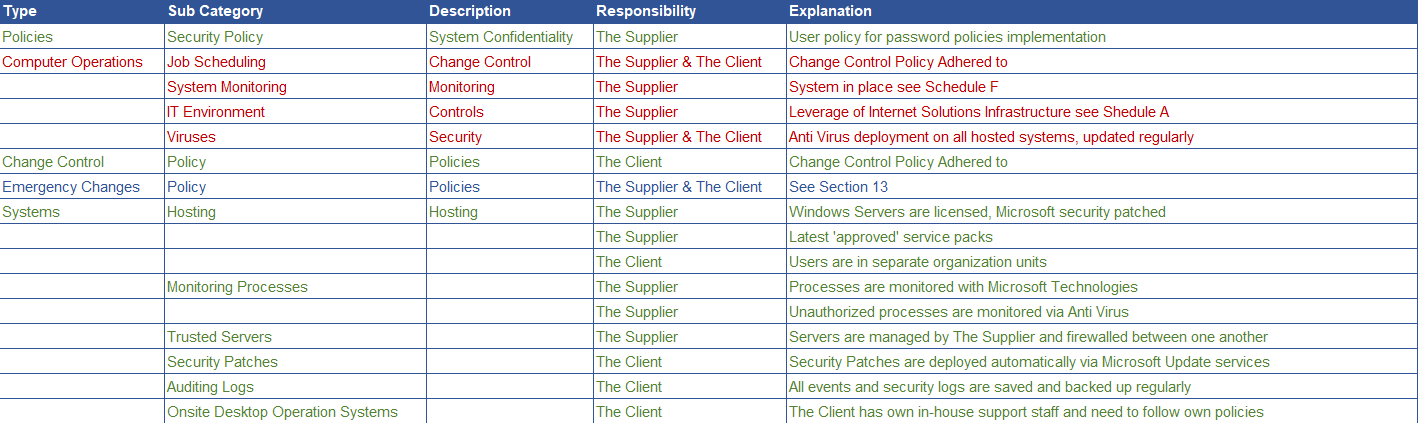 Type Sub Category Description Responsibility Explanation
Policies Security Policy System Confidentiality The Supplier User policy for password policies implementation
Computer Operations Job Scheduling Change Control The Supplier & The Client Change Control Policy Adhered to
System Monitoring Monitoring The Supplier System in place see Schedule F
IT Environment Controls The Supplier Leverage of Internet Solutions Infrastructure see Shedule A
Viruses Security The Supplier & The Client Anti Virus deployment on all hosted systems, updated regularly
Change Control Policy Policies The Client Change Control Policy Adhered to
Emergency Changes Policy Policies The Supplier & The Client See Section 13
Systems Hosting Hosting The Supplier Windows Servers are licensed, Microsoft security patched
The Supplier Latest 'approved' service packs
The Client Users are in separate organization units
Monitoring Processes The Supplier Processes are monitored with Microsoft Technologies
The Supplier Unauthorized processes are monitored via Anti Virus
Trusted Servers The Supplier Servers are managed by The Supplier and firewalled between one another
Security Patches The Client Security Patches are deployed automatically via Microsoft Update services
Auditing Logs The Client All events and security logs are saved and backed up regularly
Onsite Desktop Operation Systems The Client The Client has own in-house support staff and need to follow own policies